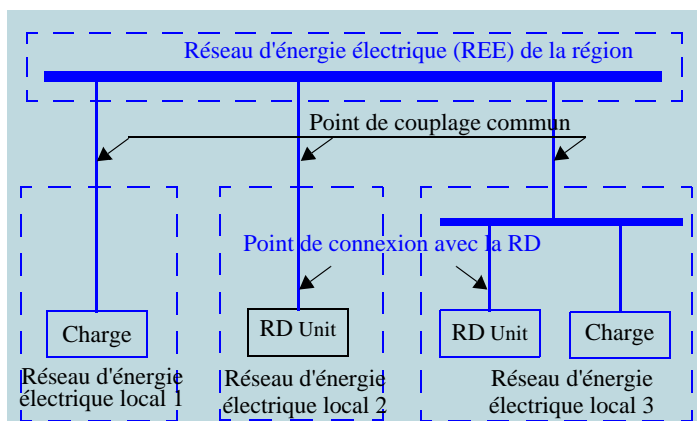 Réseau d'énergie électrique (REE) de la région
Point de couplage commun
Point de connexion avec la RD
Charge
RD Unit
RD Unit
Charge
Réseau d'énergie
électrique local 1
Réseau d'énergie
électrique local 2
Réseau d'énergie
électrique local 3